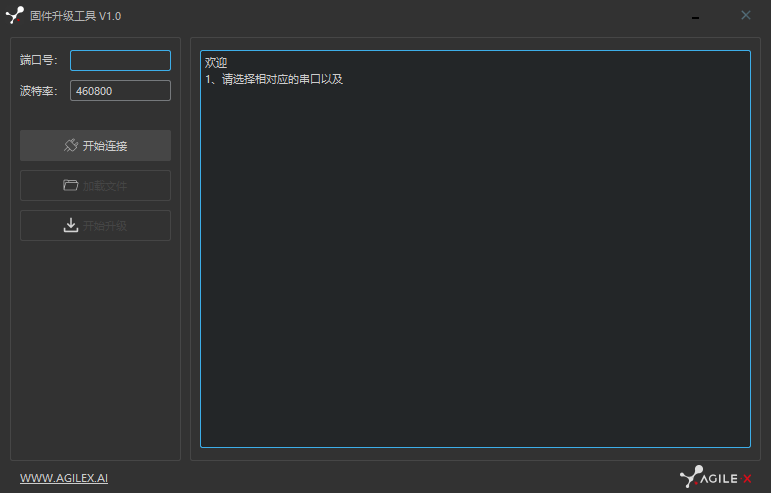 固件升级工具 V1.0
端口号:
波特率: 460800
开始连接
加载文件
开始升级
欢迎
1、请选择相对应的串口以及
WWW.AGILEX.AI
AGILE·X